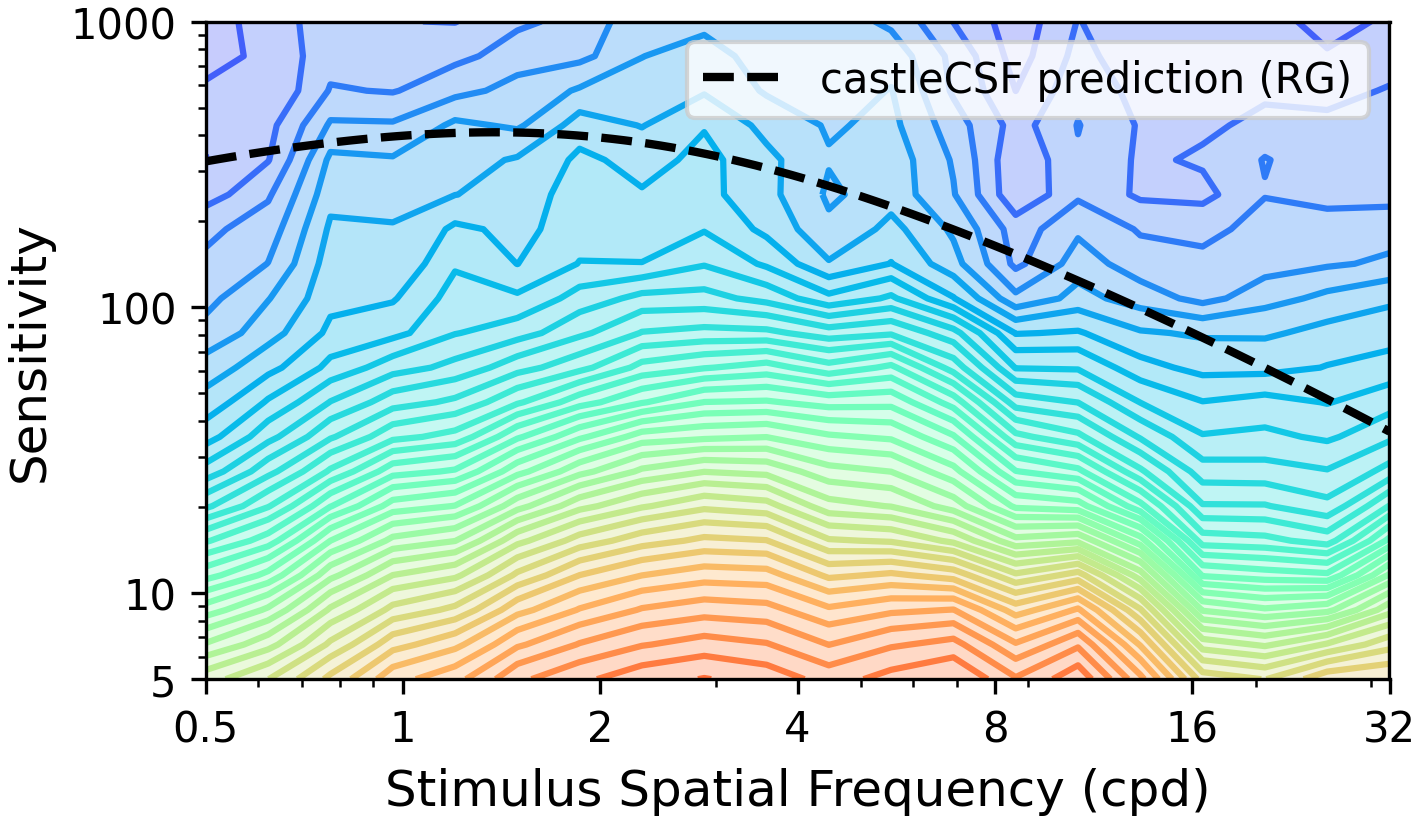 1000
castleCSF prediction (RG)
Sensitivity
100
10
5
0.5 1 2 4 8 16 32
Stimulus Spatial Frequency (cpd)